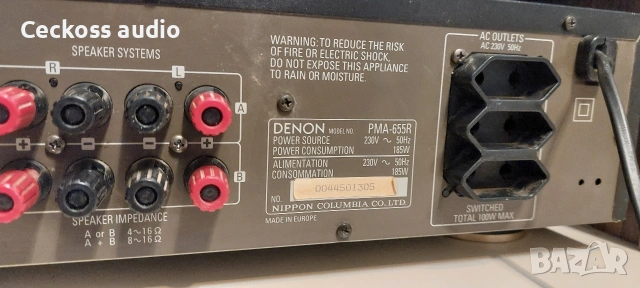 Ceckoss audio
SPEAKER SYSTEMS
R L
A
B
+ − − +
+ − − +
SPEAKER IMPEDANCE
A or B 4~16Ω
A + B 8~16Ω
WARNING: TO REDUCE THE RISK
OF FIRE OR ELECTRIC SHOCK,
DO NOT EXPOSE THIS APPLIANCE
TO RAIN OR MOISTURE.
DENON MODEL NO. PMA-655R
POWER SOURCE 230V ~ 50Hz
POWER CONSUMPTION 185W
ALIMENTATION 230V ~ 50Hz
CONSOMMATION 185W
NO. 0044501305
NIPPON COLUMBIA CO., LTD.
MADE IN EUROPE
AC OUTLETS
AC 230V 50Hz
SWITCHED
TOTAL 100W MAX
bazar